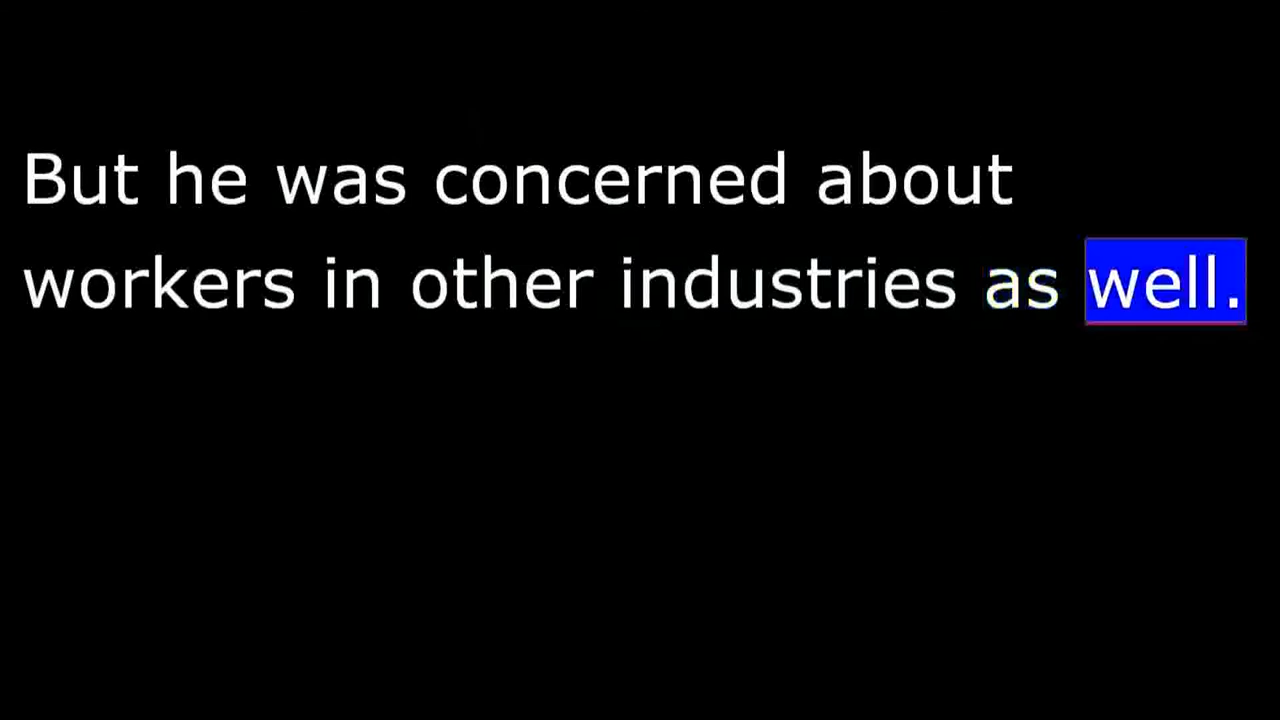 But he was concerned about
workers in other industries as well.